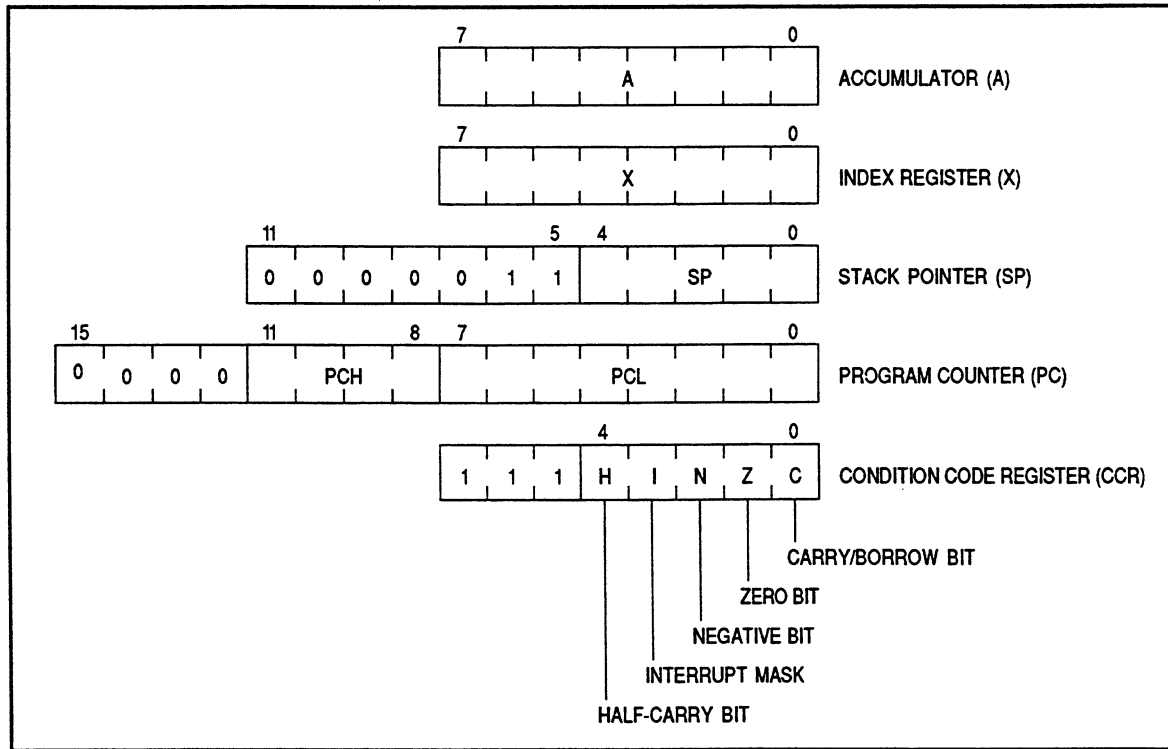 7 0
A ACCUMULATOR (A)
7 0
X INDEX REGISTER (X)
11 5 4 0
0 0 0 0 0 1 1 SP STACK POINTER (SP)
15 11 8 7 0
0 0 0 0 PCH PCL PROGRAM COUNTER (PC)
4 0
1 1 1 H I N Z C CONDITION CODE REGISTER (CCR)
CARRY/BORROW BIT
ZERO BIT
NEGATIVE BIT
INTERRUPT MASK
HALF-CARRY BIT